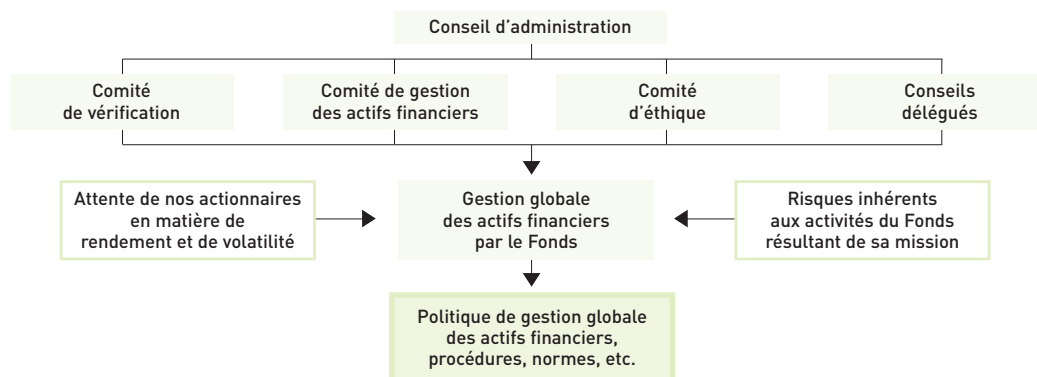 Conseil d'administration
Comité
de vérification
Comité de gestion
des actifs financiers
Comité
d'éthique
Conseils
délégués
Attente de nos actionnaires
en matière de
rendement et de volatilité
Gestion globale
des actifs financiers
par le Fonds
Risques inhérents
aux activités du Fonds
résultant de sa mission
Politique de gestion globale
des actifs financiers,
procédures, normes, etc.